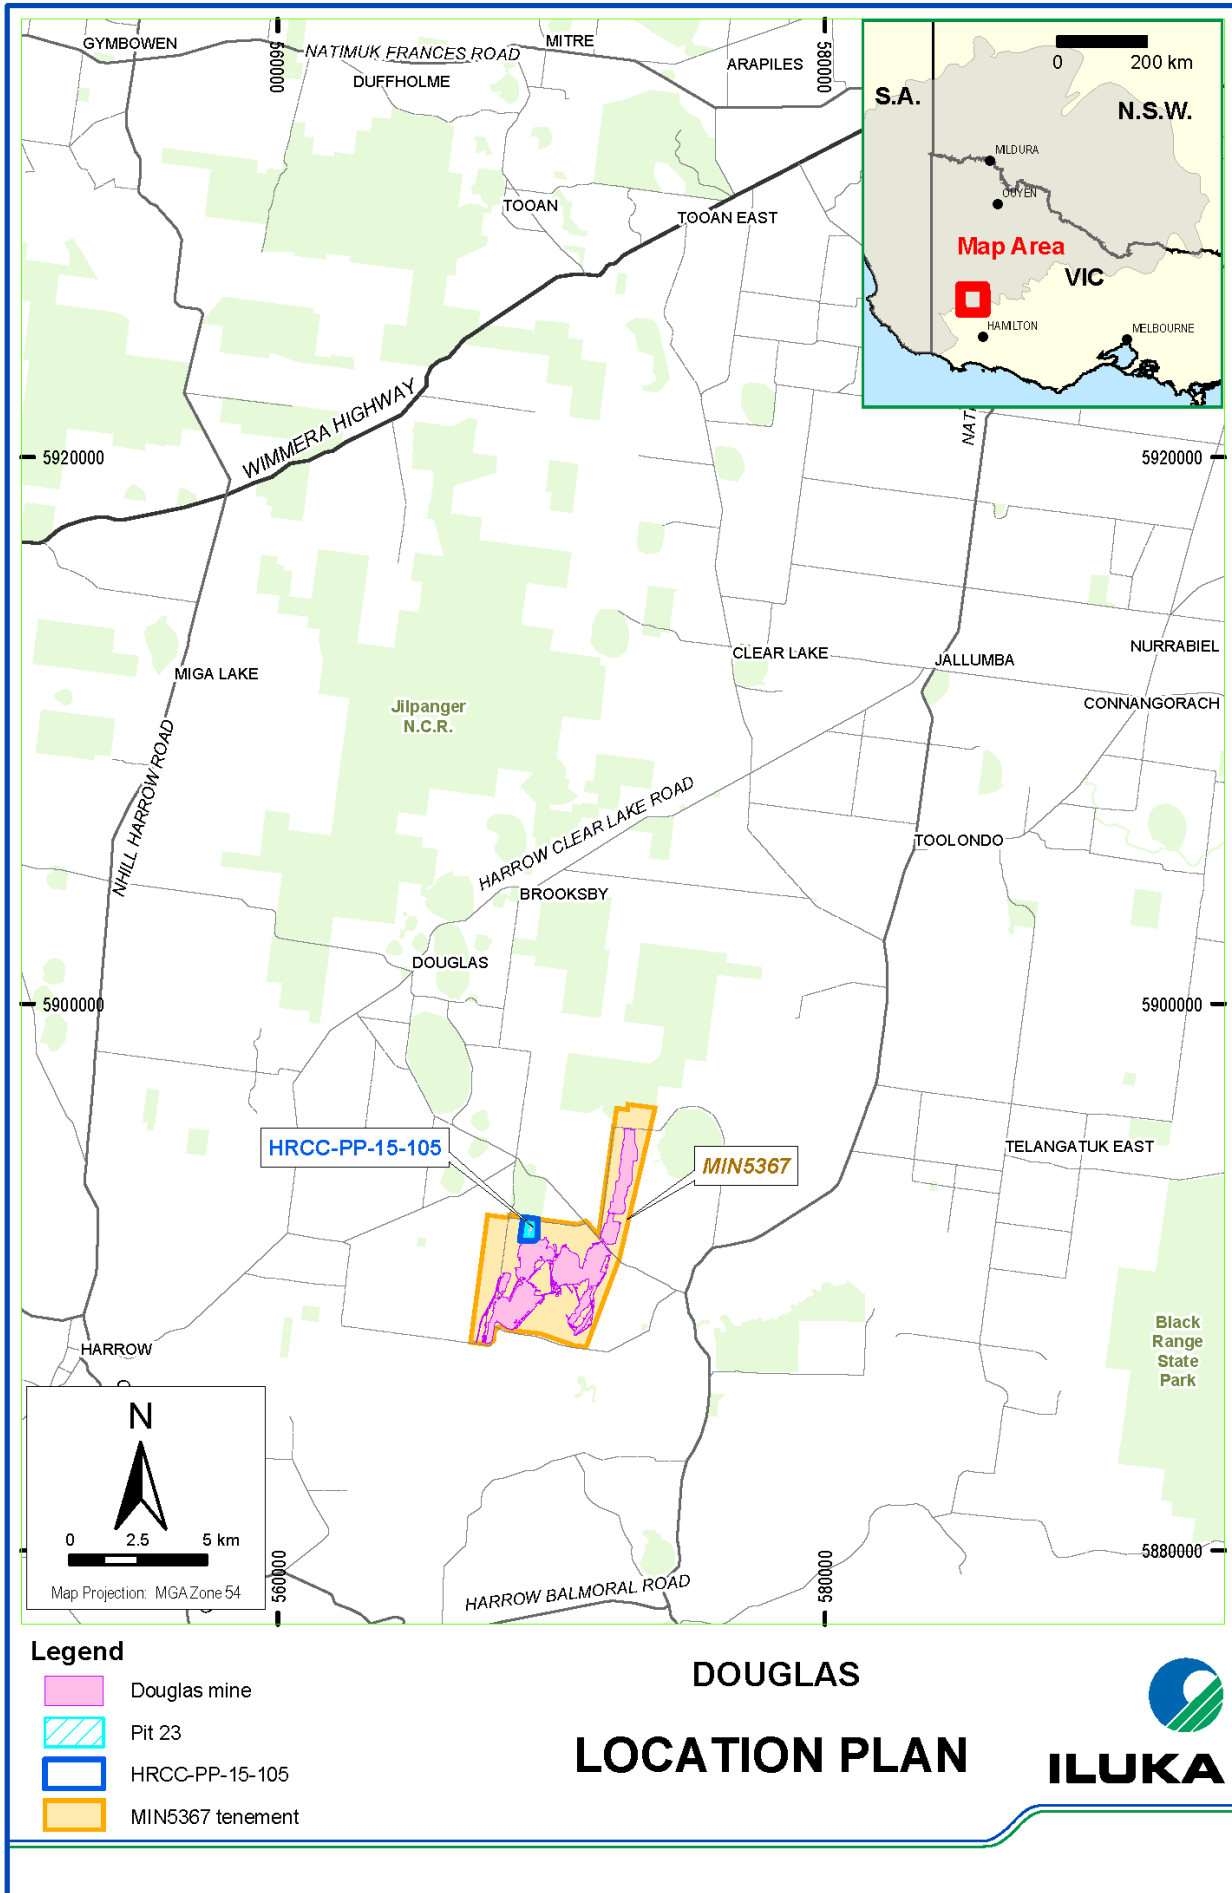 GYMBOWEN
NATIMUK FRANCES ROAD
MITRE
DUFFHOLME
ARAPILES
560000
580000
0 200 km
S.A.
N.S.W.
MILDURA
OUYEN
Map Area
VIC
HAMILTON
MELBOURNE
TOOAN
TOOAN EAST
WIMMERA HIGHWAY
NATI
5920000
5920000
CLEAR LAKE
JALLUMBA
NURRABIEL
MIGA LAKE
CONNANGORACH
Jilpanger
N.C.R.
NHILL HARROW ROAD
HARROW CLEAR LAKE ROAD
TOOLONDO
BROOKSBY
DOUGLAS
5900000
5900000
HRCC-PP-15-105
MIN5367
TELANGATUK EAST
HARROW
Black
Range
State
Park
N
0 2.5 5 km
Map Projection: MGA Zone 54
560000
580000
5880000
HARROW BALMORAL ROAD
Legend
Douglas mine
Pit 23
HRCC-PP-15-105
MIN5367 tenement
DOUGLAS
LOCATION PLAN
ILUKA